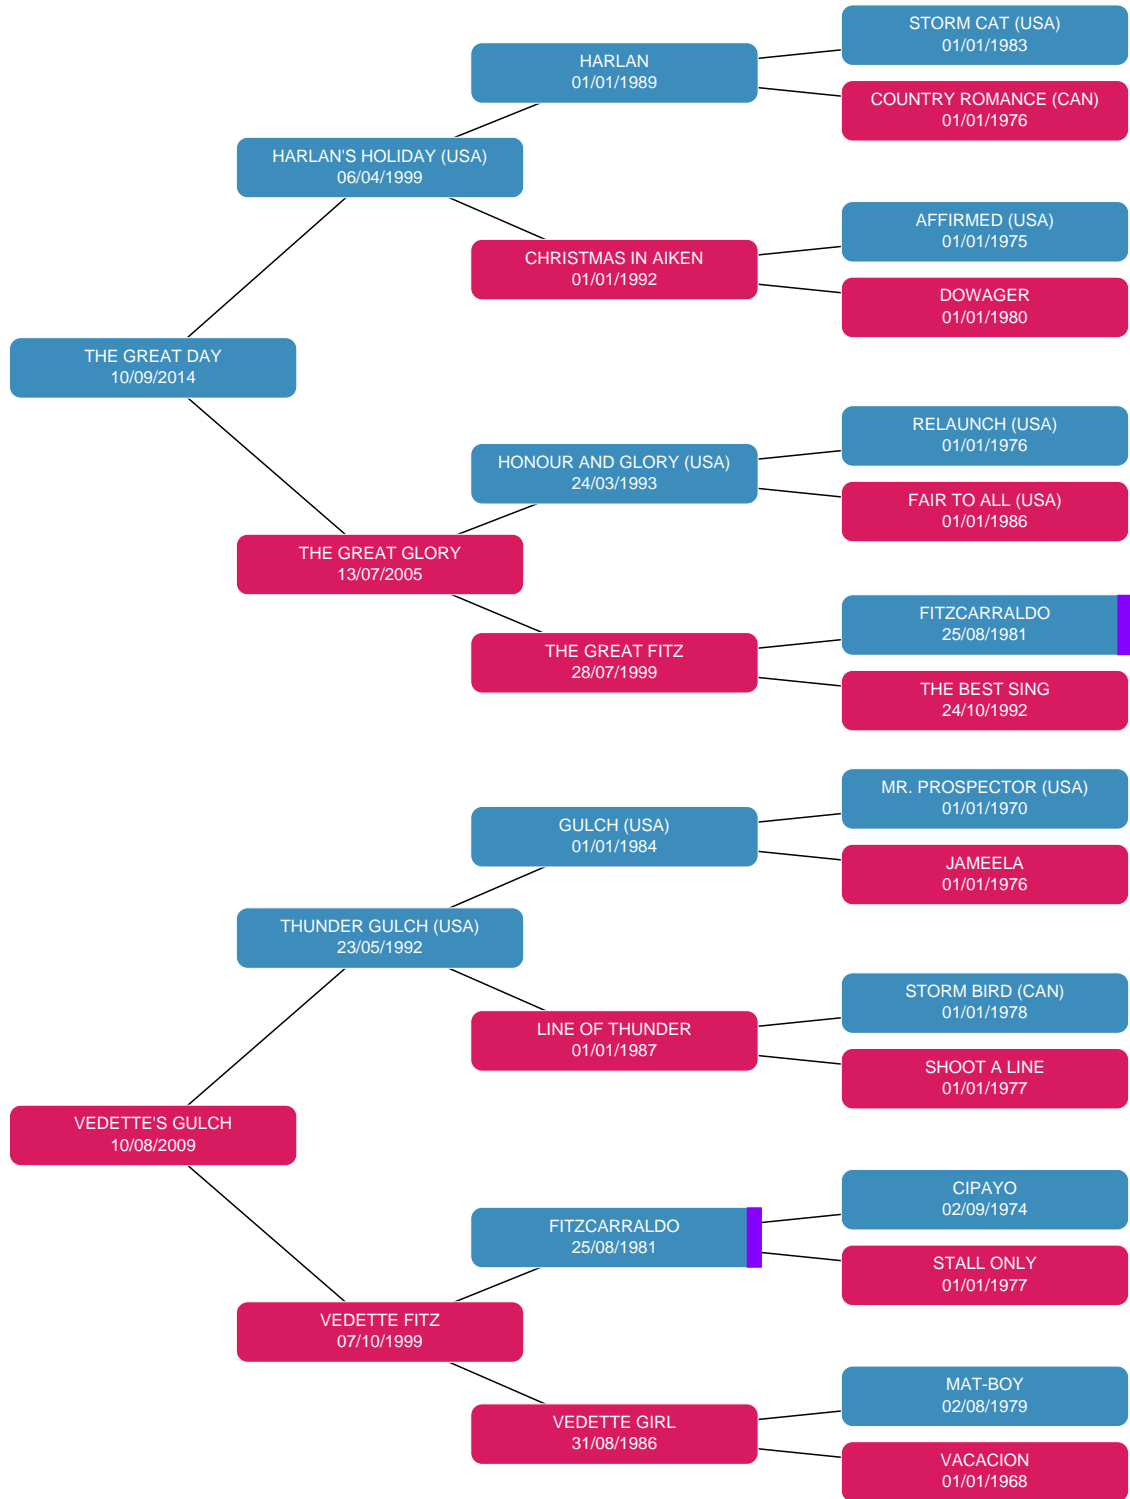 STORM CAT (USA)
01/01/1983
HARLAN
01/01/1989
COUNTRY ROMANCE (CAN)
01/01/1976
HARLAN'S HOLIDAY (USA)
06/04/1999
AFFIRMED (USA)
01/01/1975
CHRISTMAS IN AIKEN
01/01/1992
DOWAGER
01/01/1980
THE GREAT DAY
10/09/2014
RELAUNCH (USA)
01/01/1976
HONOUR AND GLORY (USA)
24/03/1993
FAIR TO ALL (USA)
01/01/1986
THE GREAT GLORY
13/07/2005
FITZCARRALDO
25/08/1981
THE GREAT FITZ
28/07/1999
THE BEST SING
24/10/1992
MR. PROSPECTOR (USA)
01/01/1970
GULCH (USA)
01/01/1984
JAMEELA
01/01/1976
THUNDER GULCH (USA)
23/05/1992
STORM BIRD (CAN)
01/01/1978
LINE OF THUNDER
01/01/1987
SHOOT A LINE
01/01/1977
VEDETTE'S GULCH
10/08/2009
CIPAYO
02/09/1974
FITZCARRALDO
25/08/1981
STALL ONLY
01/01/1977
VEDETTE FITZ
07/10/1999
MAT-BOY
02/08/1979
VEDETTE GIRL
31/08/1986
VACACION
01/01/1968